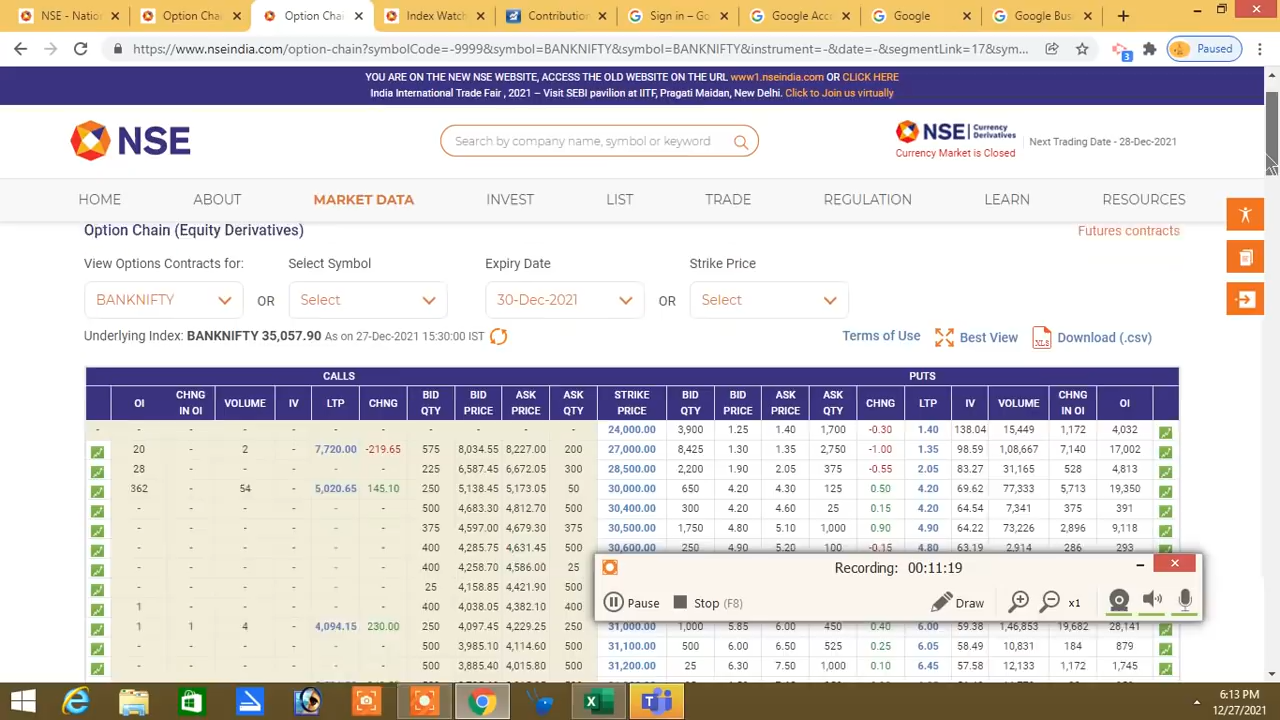 NSE - Nation
Option Cha
Option Chai
Index Watch
Contribution
Sign in – Go
Google Acc
Google
Google Bus
https://www.nseindia.com/option-chain?symbolCode=-9999&symbol=BANKNIFTY&symbol=BANKNIFTY&instrument=-&date=-&segmentLink=17&sym...
3
Paused
YOU ARE ON THE NEW NSE WEBSITE, ACCESS THE OLD WEBSITE ON THE URL www1.nseindia.com OR CLICK HERE
India International Trade Fair , 2021 – Visit SEBI pavilion at IITF, Pragati Maidan, New Delhi. Click to Join us virtually
NSE
Search by company name, symbol or keyword
NSE Currency Derivatives
Currency Market is Closed
Next Trading Date - 28-Dec-2021
HOME ABOUT MARKET DATA INVEST LIST TRADE REGULATION LEARN RESOURCES
Option Chain (Equity Derivatives) Futures contracts
View Options Contracts for: Select Symbol Expiry Date Strike Price
BANKNIFTY OR Select 30-Dec-2021 OR Select
Underlying Index: BANKNIFTY 35,057.90 As on 27-Dec-2021 15:30:00 IST Terms of Use Best View XLS Download (.csv)
CALLS PUTS
OI CHNG IN OI VOLUME IV LTP CHNG BID QTY BID PRICE ASK PRICE ASK QTY STRIKE PRICE BID QTY BID PRICE ASK PRICE ASK QTY CHNG LTP IV VOLUME CHNG IN OI OI
- - - - - - - - - - 24,000.00 3,900 1.25 1.40 1,700 -0.30 1.40 138.04 15,449 1,172 4,032
20 - 2 - 7,720.00 -219.65 575 8,034.55 8,227.00 200 27,000.00 8,425 1.30 1.35 2,750 -1.00 1.35 98.59 1,08,667 7,140 17,002
28 - - - - - 225 6,587.45 6,672.05 300 28,500.00 2,200 1.90 2.05 375 -0.55 2.05 83.27 31,165 528 4,813
362 - 54 - 5,020.65 145.10 250 5,138.45 5,173.05 50 30,000.00 650 4.20 4.30 125 0.50 4.20 69.62 77,333 5,713 19,350
- - - - - - 250 4,683.30 4,812.70 500 30,400.00 300 4.20 4.60 25 0.15 4.20 64.54 7,341 375 391
- - - - - - 375 4,597.00 4,679.30 375 30,500.00 1,750 4.80 5.10 1,000 0.90 4.90 64.22 73,226 2,896 9,118
- - - - - - 400 4,285.75 4,631.45 500 30,600.00 250 4.90 5.20 100 -0.15 4.80 63.19 2,914 286 293
- - - - - - 400 4,258.70 4,586.00 25
- - - - - - 25 4,158.85 4,421.90 500
1 - - - - - 400 4,038.05 4,382.10 500
1 1 4 - 4,094.15 230.00 500 4,097.45 4,229.25 250 31,000.00 1,000 5.85 6.00 450 0.40 6.00 59.38 1,46,853 19,682 28,141
- - - - - - 500 3,985.10 4,114.60 500 31,100.00 500 6.00 6.50 525 0.25 6.05 58.49 10,831 184 879
- - - - - - 500 3,885.40 4,015.80 500 31,200.00 25 6.30 7.50 1,000 0.10 6.45 57.58 12,133 1,172 1,745
Recording: 00:11:19
Pause Stop (F8) Draw x1
6:13 PM
12/27/2021